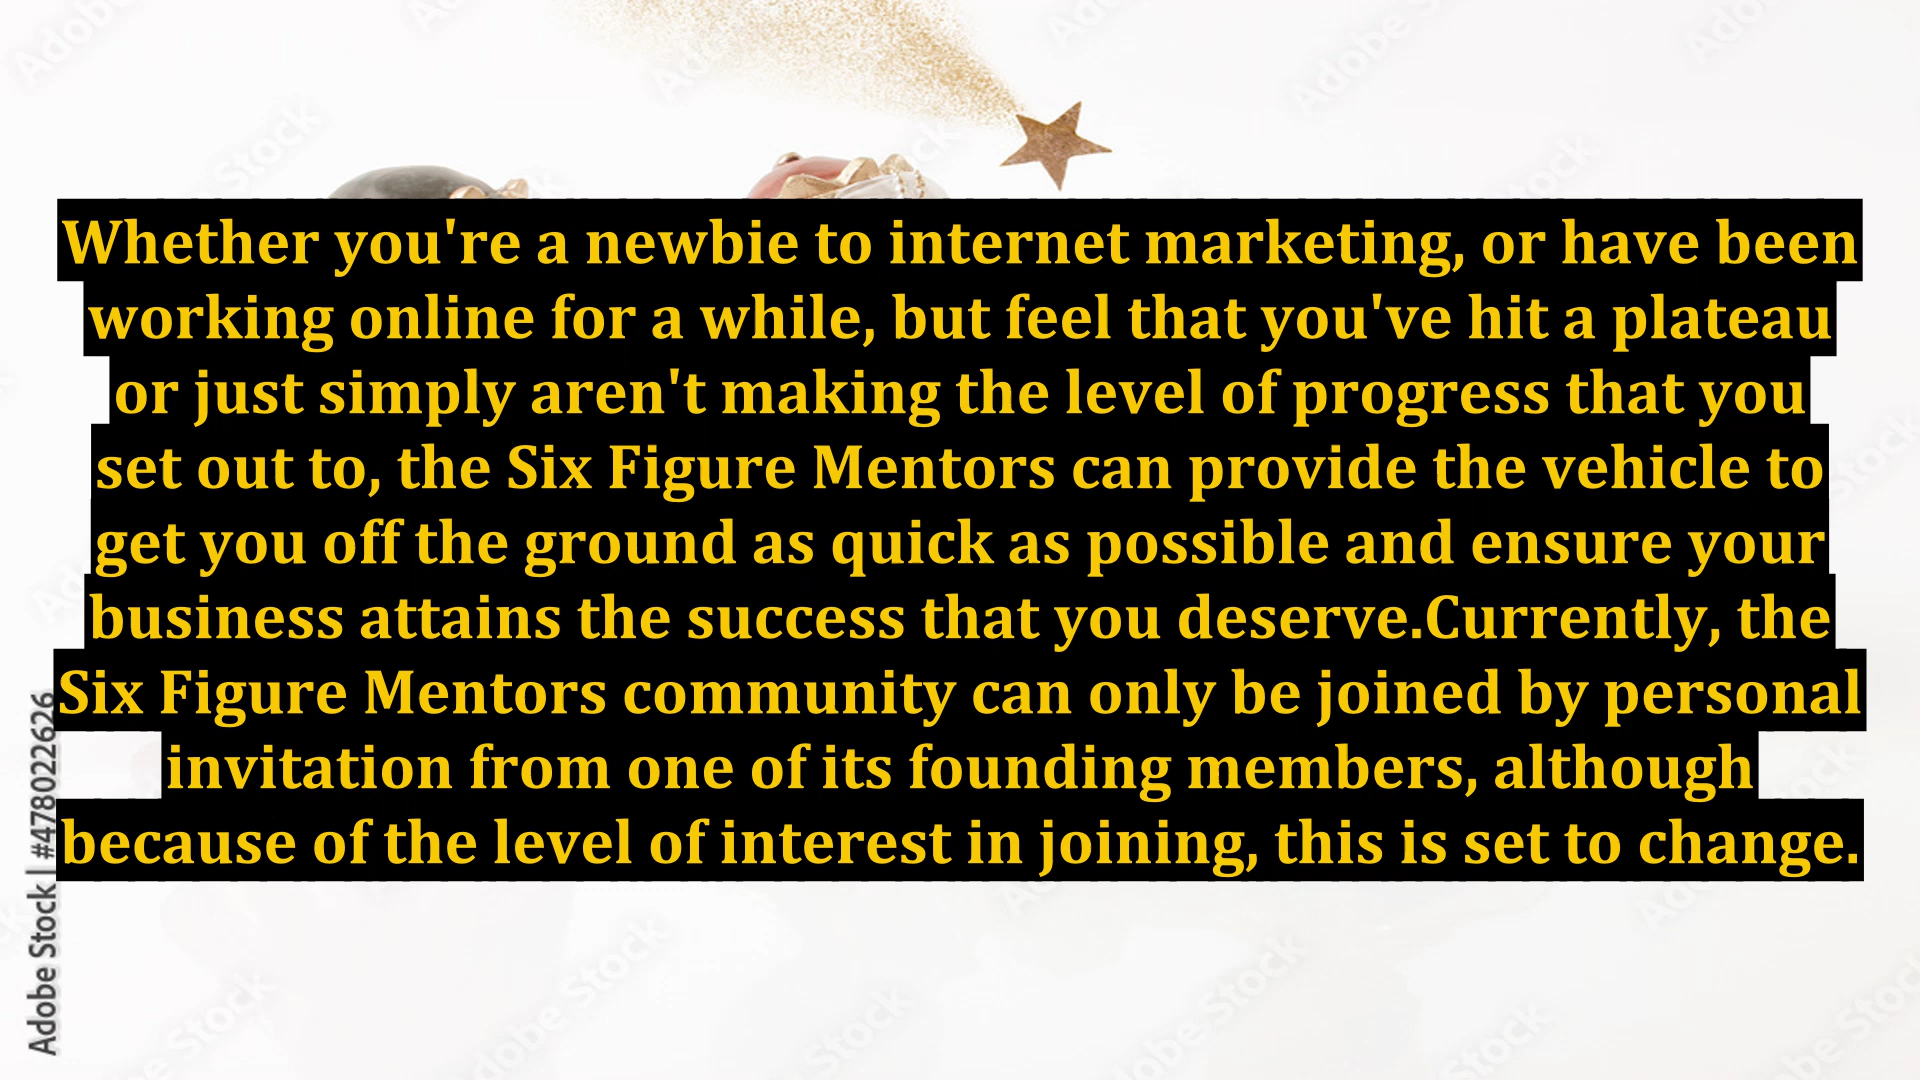 Whether you're a newbie to internet marketing, or have been
working online for a while, but feel that you've hit a plateau
or just simply aren't making the level of progress that you
set out to, the Six Figure Mentors can provide the vehicle to
get you off the ground as quick as possible and ensure your
business attains the success that you deserve.Currently, the
Six Figure Mentors community can only be joined by personal
invitation from one of its founding members, although
because of the level of interest in joining, this is set to change.
Adobe Stock | #478022626